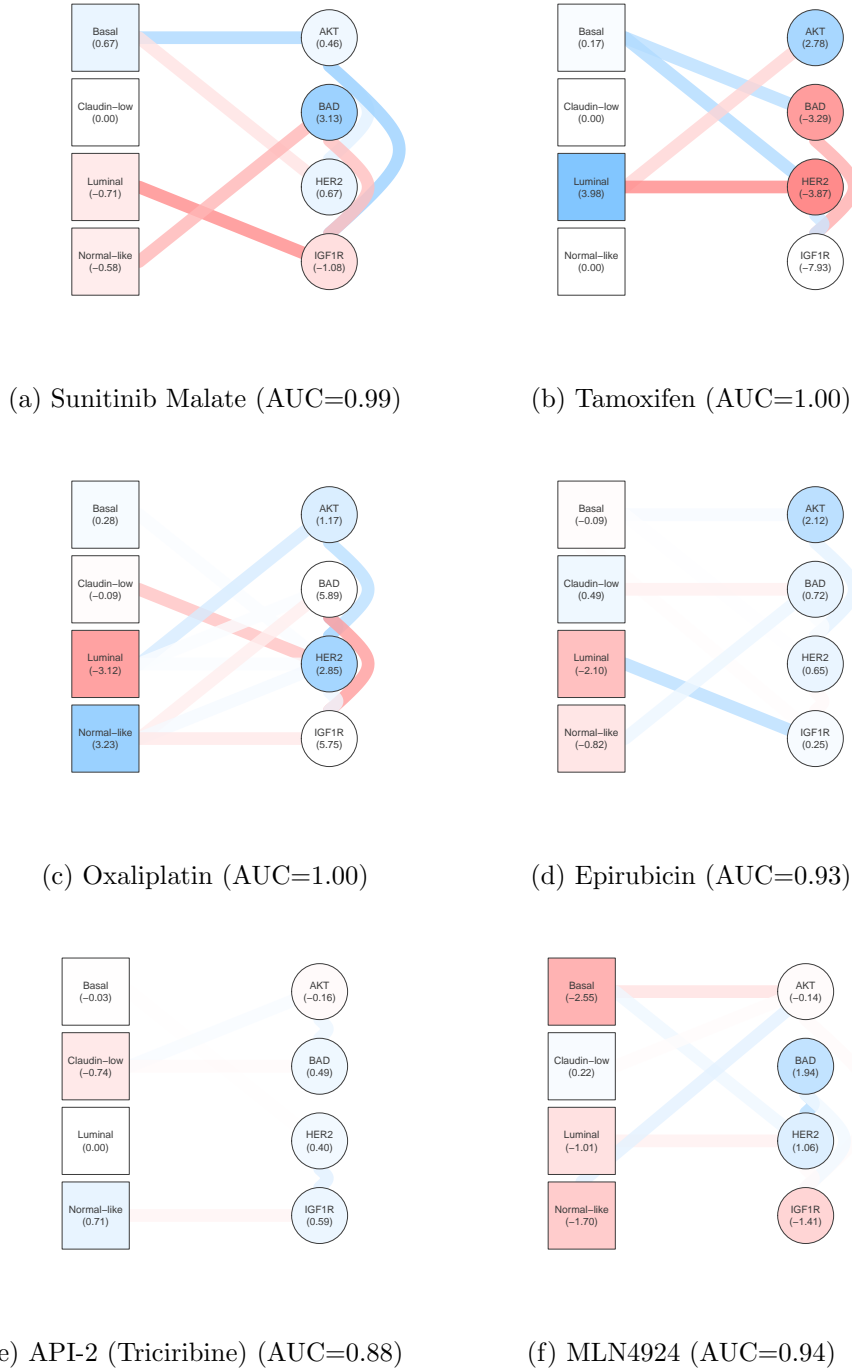 Basal
(0.67)
AKT
(0.46)
Claudin−low
(0.00)
BAD
(3.13)
Luminal
(−0.71)
HER2
(0.67)
Normal−like
(−0.58)
IGF1R
(−1.08)
(a) Sunitinib Malate (AUC=0.99)
Basal
(0.17)
AKT
(2.78)
Claudin−low
(0.00)
BAD
(−3.29)
Luminal
(3.98)
HER2
(−3.87)
Normal−like
(0.00)
IGF1R
(−7.93)
(b) Tamoxifen (AUC=1.00)
Basal
(0.28)
AKT
(1.17)
Claudin−low
(−0.09)
BAD
(5.89)
Luminal
(−3.12)
HER2
(2.85)
Normal−like
(3.23)
IGF1R
(5.75)
(c) Oxaliplatin (AUC=1.00)
Basal
(−0.09)
AKT
(2.12)
Claudin−low
(0.49)
BAD
(0.72)
Luminal
(−2.10)
HER2
(0.65)
Normal−like
(−0.82)
IGF1R
(0.25)
(d) Epirubicin (AUC=0.93)
Basal
(−0.03)
AKT
(−0.16)
Claudin−low
(−0.74)
BAD
(0.49)
Luminal
(0.00)
HER2
(0.40)
Normal−like
(0.71)
IGF1R
(0.59)
e) API-2 (Triciribine) (AUC=0.88)
Basal
(−2.55)
AKT
(−0.14)
Claudin−low
(0.22)
BAD
(1.94)
Luminal
(−1.01)
HER2
(1.06)
Normal−like
(−1.70)
IGF1R
(−1.41)
(f) MLN4924 (AUC=0.94)